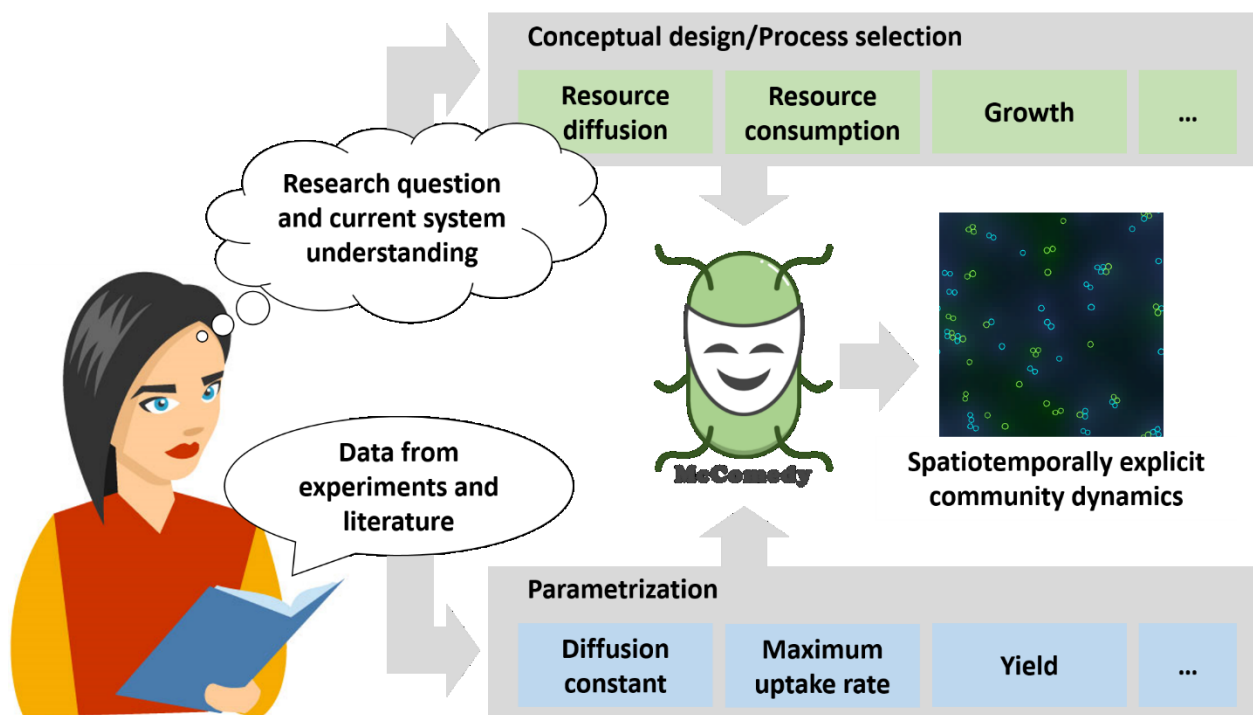 Conceptual design/Process selection
Resource
diffusion
Resource
consumption
Growth
...
Research question
and current system
understanding
McComedy
Spatiotemporally explicit
community dynamics
Data from
experiments and
literature
Parametrization
Diffusion
constant
Maximum
uptake rate
Yield
...